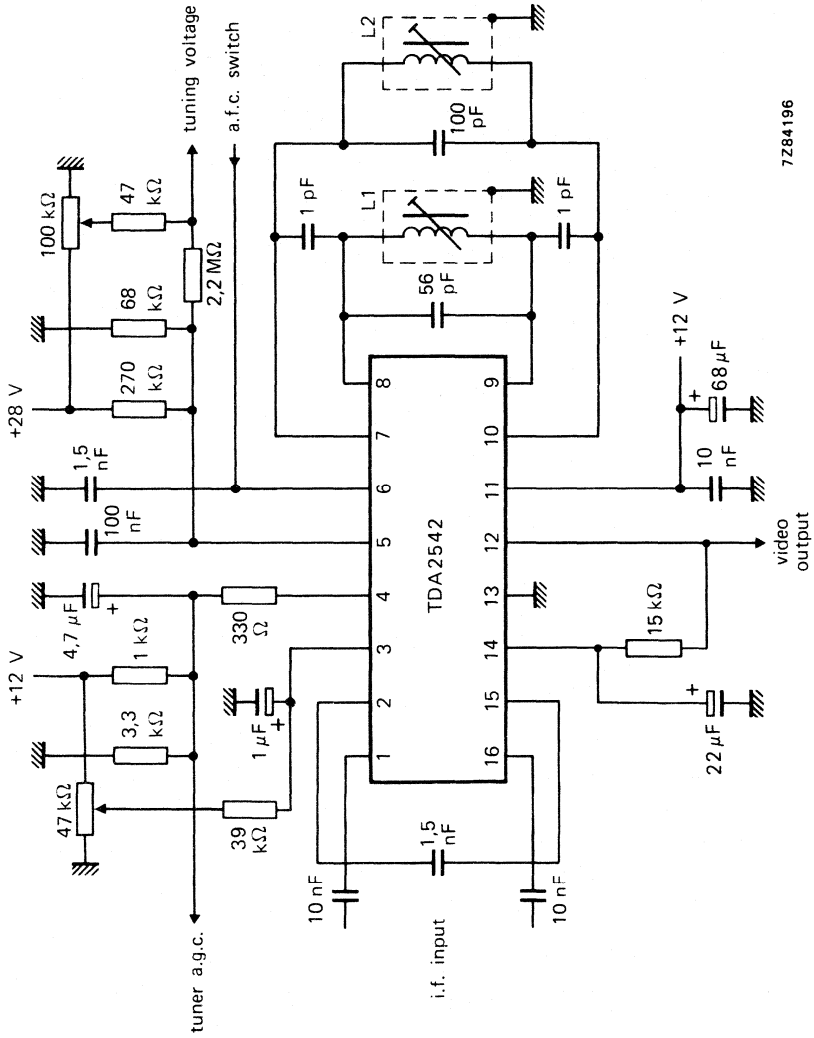 +12 V
+28 V
47 kΩ
3,3
kΩ
1 kΩ
4,7 μF
100
nF
1,5
nF
270
kΩ
68
kΩ
100 kΩ
47
kΩ
2,2 MΩ
tuner a.g.c.
tuning voltage
a.f.c. switch
39
kΩ
1 μF
+
+
330
Ω
1
2
3
4
5
6
7
8
TDA2542
16
15
14
13
12
11
10
9
10 nF
i.f. input
1,5
nF
10 nF
1 pF
L1
56
pF
1 pF
L2
100
pF
22 μF
+
15 kΩ
video
output
10
nF
+
68 μF
+12 V
7Z84196